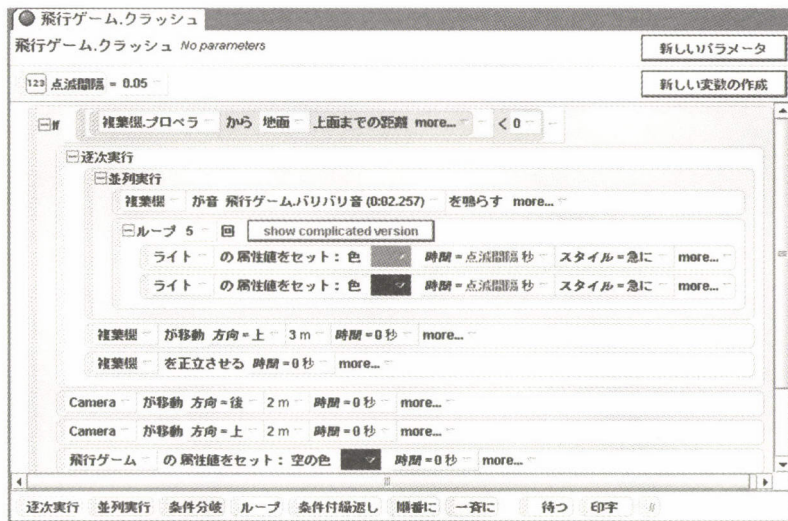 飛行ゲーム.クラッシュ
飛行ゲーム.クラッシュ No parameters
新しいパラメータ
123 点滅間隔 = 0.05
新しい変数の作成
If 複葉機.プロペラ から 地面 上面までの距離 more... < 0
逐次実行
並列実行
複葉機 が音 飛行ゲーム.バリバリ音 (0:02.257) を鳴らす more...
ループ 5 回 show complicated version
ライト の 属性値をセット： 色 時間 = 点滅間隔 秒 スタイル = 急に more...
ライト の 属性値をセット： 色 時間 = 点滅間隔 秒 スタイル = 急に more...
複葉機 が移動 方向 = 上 3 m 時間 = 0 秒 more...
複葉機 を正立させる 時間 = 0 秒 more...
Camera が移動 方向 = 後 2 m 時間 = 0 秒 more...
Camera が移動 方向 = 上 2 m 時間 = 0 秒 more...
飛行ゲーム の 属性値をセット： 空の色 時間 = 0 秒 more...
逐次実行 並列実行 条件分岐 ループ 条件付繰返し 順番に 一斉に 待つ 印字 //